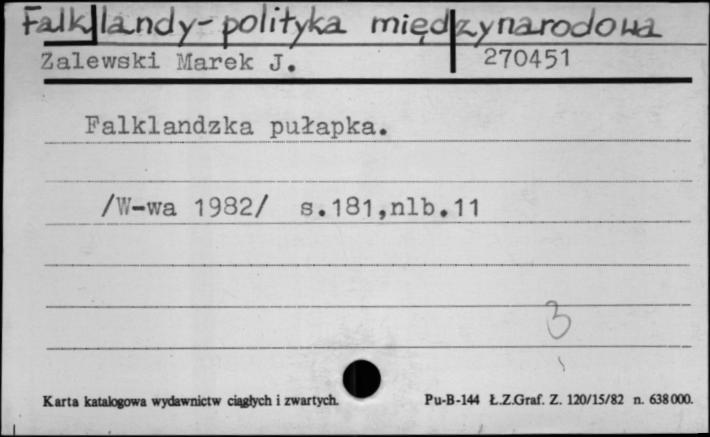 Falklandy-polityka międzynarodowa
Zalewski Marek J. 270451
Falklandzka pułapka.
/W-wa 1982/ s.181,nlb.11
3
Karta katalogowa wydawnictw ciągłych i zwartych. Pu-B-144 Ł.Z.Graf. Z. 120/15/82 n. 638000.